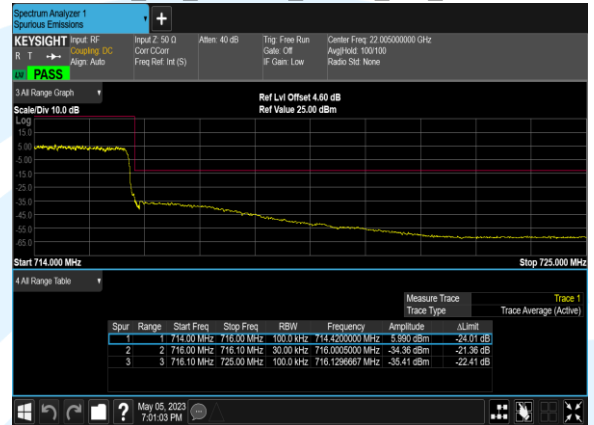 Spectrum Analyzer 1
Spurious Emissions
KEYSIGHT Input: RF Input Z: 50 Ω Atten: 40 dB Trig: Free Run Center Freq: 22.005000000 GHz
R T Coupling: DC Corr CCorr Gate: Off Avg|Hold: 100/100
Align: Auto Freq Ref: Int (S) IF Gain: Low Radio Std: None
PASS
3 All Range Graph
Ref Lvl Offset 4.60 dB
Scale/Div 10.0 dB Ref Value 25.00 dBm
Log
15.0
5.00
-5.00
-15.0
-25.0
-35.0
-45.0
-55.0
-65.0
Start 714.000 MHz Stop 725.000 MHz
4 All Range Table
Measure Trace Trace 1
Trace Type Trace Average (Active)
Spur Range Start Freq Stop Freq RBW Frequency Amplitude ΔLimit
1 1 714.00 MHz 716.00 MHz 100.0 kHz 714.4200000 MHz 5.990 dBm -24.01 dB
2 2 716.00 MHz 716.10 MHz 30.00 kHz 716.0005000 MHz -34.36 dBm -21.36 dB
3 3 716.10 MHz 725.00 MHz 100.0 kHz 716.1296667 MHz -35.41 dBm -22.41 dB
May 05, 2023
7:01:03 PM